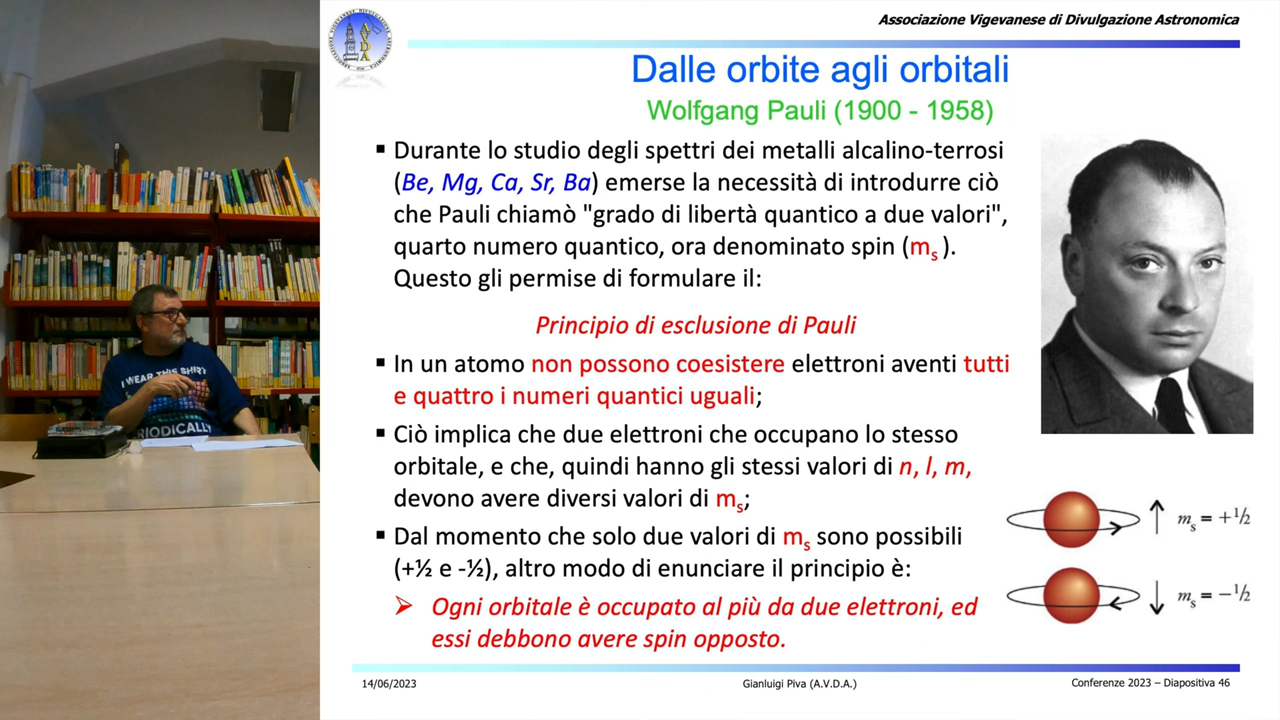 Associazione Vigevanese di Divulgazione Astronomica
ASSOCIAZIONE VIGEVANESE DIVULGAZIONE ASTRONOMICA
A.V.D.A.
Dalle orbite agli orbitali
Wolfgang Pauli (1900 - 1958)
▪ Durante lo studio degli spettri dei metalli alcalino-terrosi
(Be, Mg, Ca, Sr, Ba) emerse la necessità di introdurre ciò
che Pauli chiamò "grado di libertà quantico a due valori",
quarto numero quantico, ora denominato spin (ms).
Questo gli permise di formulare il:
Principio di esclusione di Pauli
▪ In un atomo non possono coesistere elettroni aventi tutti
e quattro i numeri quantici uguali;
▪ Ciò implica che due elettroni che occupano lo stesso
orbitale, e che, quindi hanno gli stessi valori di n, l, m,
devono avere diversi valori di ms;
▪ Dal momento che solo due valori di ms sono possibili
(+½ e -½), altro modo di enunciare il principio è:
➢ Ogni orbitale è occupato al più da due elettroni, ed
essi debbono avere spin opposto.
ms = +1/2
ms = −1/2
I WEAR THIS SHIRT
RIODICALLY
14/06/2023
Gianluigi Piva (A.V.D.A.)
Conferenze 2023 – Diapositiva 46